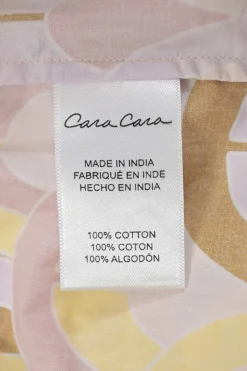 Cara Cara
MADE IN INDIA
FABRIQUÉ EN INDE
HECHO EN INDIA
100% COTTON
100% COTON
100% ALGODÓN